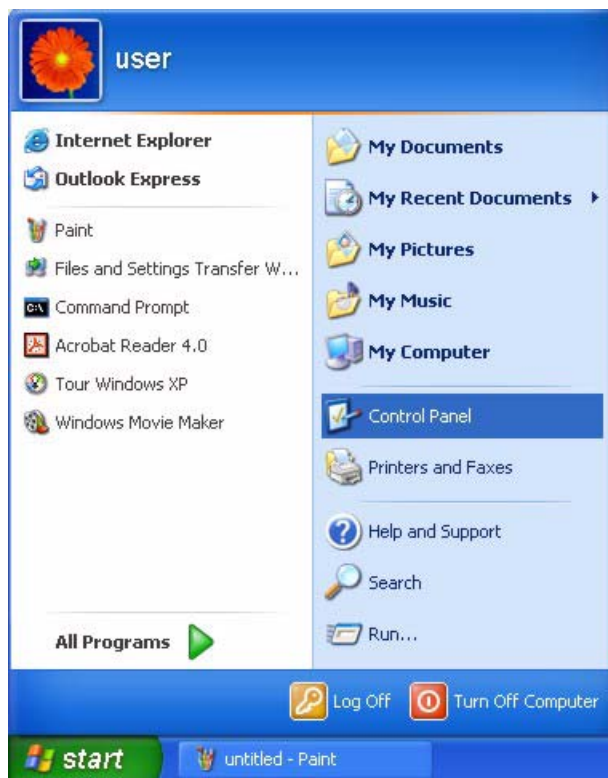 user
Internet Explorer
Outlook Express
Paint
Files and Settings Transfer W...
C:\
Command Prompt
Acrobat Reader 4.0
Tour Windows XP
Windows Movie Maker
All Programs
My Documents
My Recent Documents
My Pictures
My Music
My Computer
Control Panel
Printers and Faxes
Help and Support
Search
Run...
Log Off
Turn Off Computer
start
untitled - Paint